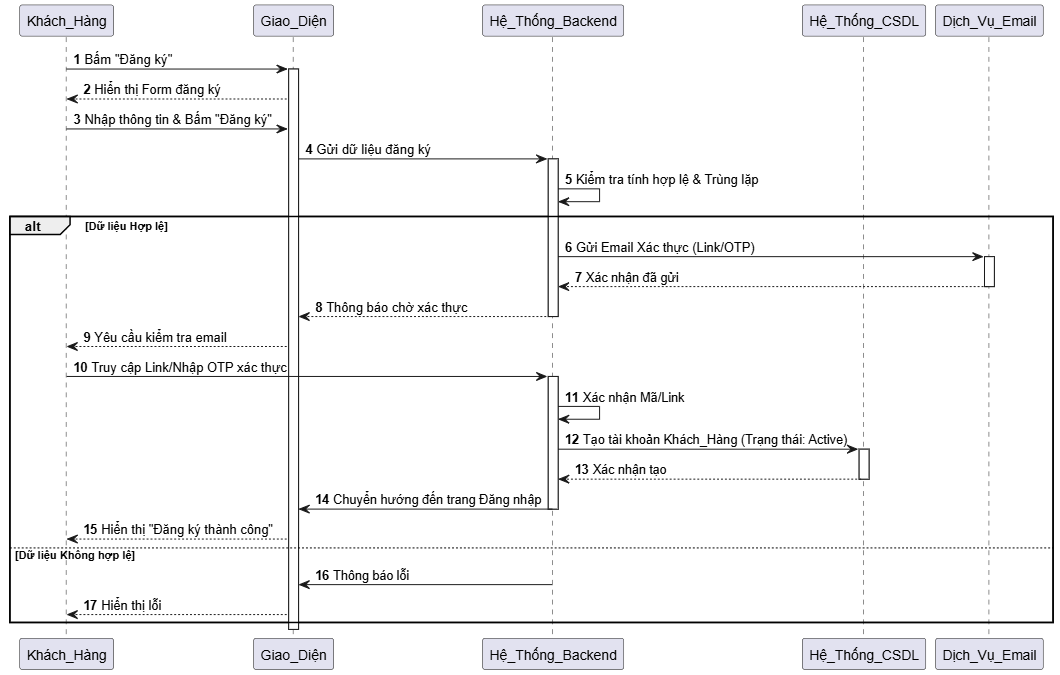 Khách_Hàng Giao_Diện Hệ_Thống_Backend Hệ_Thống_CSDL Dịch_Vụ_Email
1 Bấm "Đăng ký"
2 Hiển thị Form đăng ký
3 Nhập thông tin & Bấm "Đăng ký"
4 Gửi dữ liệu đăng ký
5 Kiểm tra tính hợp lệ & Trùng lặp
alt [Dữ liệu Hợp lệ]
6 Gửi Email Xác thực (Link/OTP)
7 Xác nhận đã gửi
8 Thông báo chờ xác thực
9 Yêu cầu kiểm tra email
10 Truy cập Link/Nhập OTP xác thực
11 Xác nhận Mã/Link
12 Tạo tài khoản Khách_Hàng (Trạng thái: Active)
13 Xác nhận tạo
14 Chuyển hướng đến trang Đăng nhập
15 Hiển thị "Đăng ký thành công"
[Dữ liệu Không hợp lệ]
16 Thông báo lỗi
17 Hiển thị lỗi
Khách_Hàng Giao_Diện Hệ_Thống_Backend Hệ_Thống_CSDL Dịch_Vụ_Email